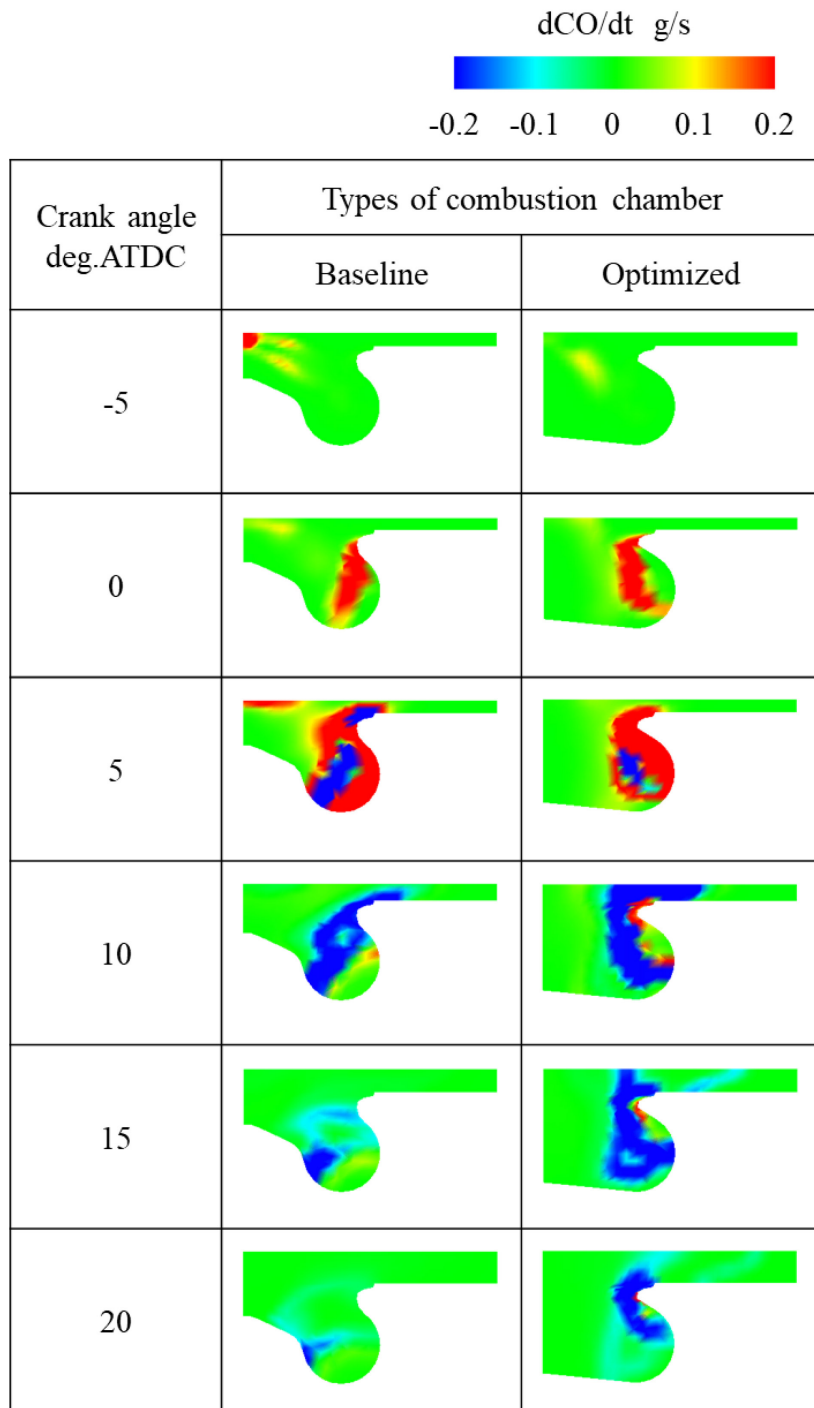 dCO/dt g/s
-0.2 -0.1 0 0.1 0.2
Crank angle
deg.ATDC
Types of combustion chamber
Baseline Optimized
-5
0
5
10
15
20